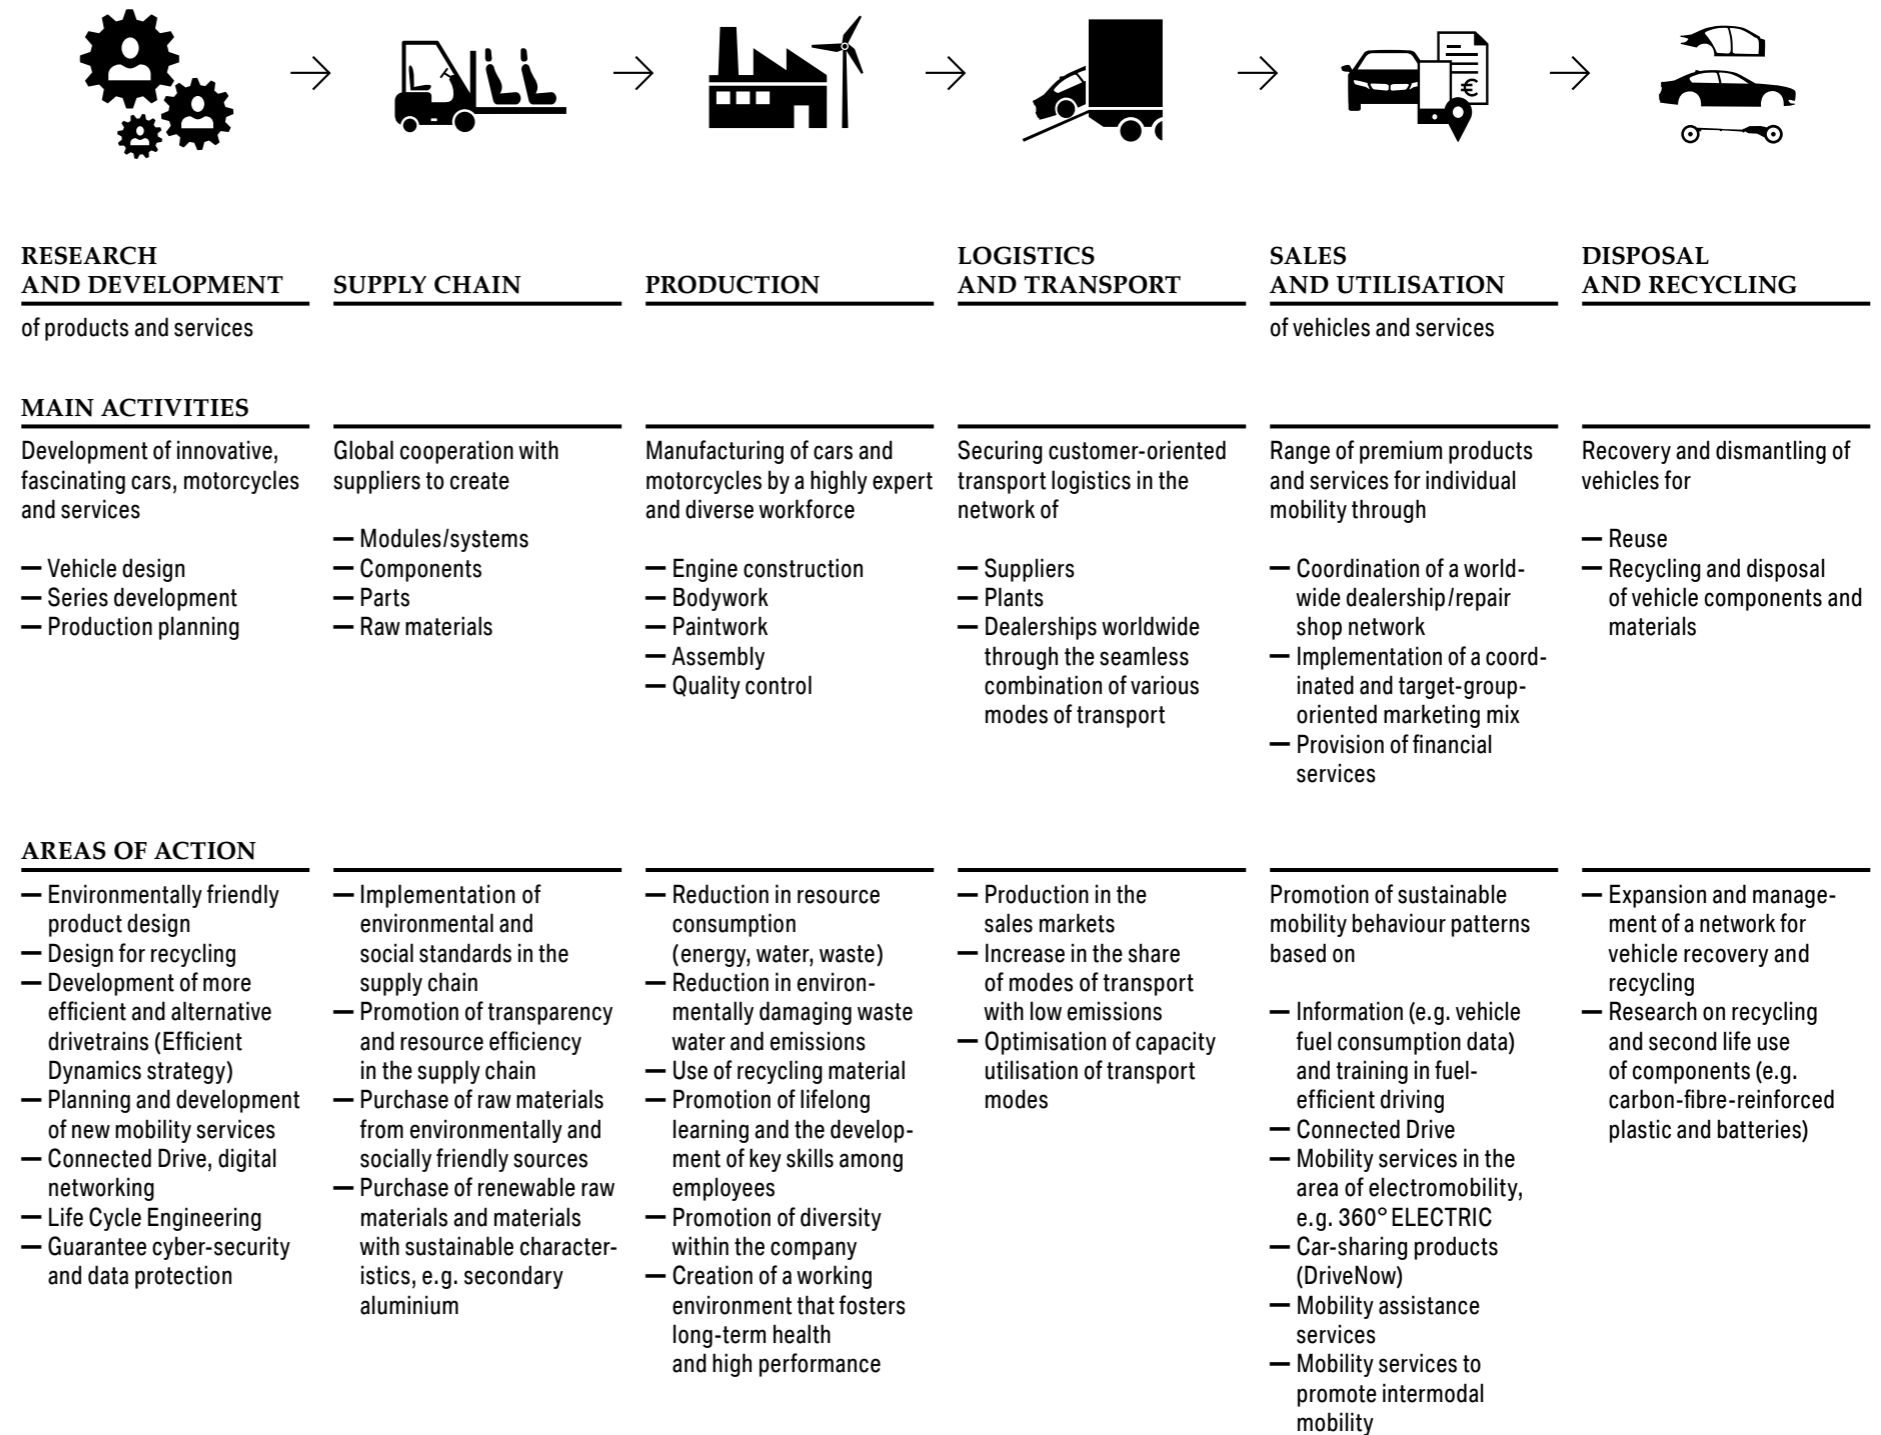 €
RESEARCH
AND DEVELOPMENT
of products and services
SUPPLY CHAIN
PRODUCTION
LOGISTICS
AND TRANSPORT
SALES
AND UTILISATION
of vehicles and services
DISPOSAL
AND RECYCLING
MAIN ACTIVITIES
Development of innovative,
fascinating cars, motorcycles
and services
— Vehicle design
— Series development
— Production planning
Global cooperation with
suppliers to create
— Modules/systems
— Components
— Parts
— Raw materials
Manufacturing of cars and
motorcycles by a highly expert
and diverse workforce
— Engine construction
— Bodywork
— Paintwork
— Assembly
— Quality control
Securing customer-oriented
transport logistics in the
network of
— Suppliers
— Plants
— Dealerships worldwide
through the seamless
combination of various
modes of transport
Range of premium products
and services for individual
mobility through
— Coordination of a world-
wide dealership/repair
shop network
— Implementation of a coord-
inated and target-group-
oriented marketing mix
— Provision of financial
services
Recovery and dismantling of
vehicles for
— Reuse
— Recycling and disposal
of vehicle components and
materials
AREAS OF ACTION
— Environmentally friendly
product design
— Design for recycling
— Development of more
efficient and alternative
drivetrains (Efficient
Dynamics strategy)
— Planning and development
of new mobility services
— Connected Drive, digital
networking
— Life Cycle Engineering
— Guarantee cyber-security
and data protection
— Implementation of
environmental and
social standards in the
supply chain
— Promotion of transparency
and resource efficiency
in the supply chain
— Purchase of raw materials
from environmentally and
socially friendly sources
— Purchase of renewable raw
materials and materials
with sustainable character-
istics, e.g. secondary
aluminium
— Reduction in resource
consumption
(energy, water, waste)
— Reduction in environ-
mentally damaging waste
water and emissions
— Use of recycling material
— Promotion of lifelong
learning and the develop-
ment of key skills among
employees
— Promotion of diversity
within the company
— Creation of a working
environment that fosters
long-term health
and high performance
— Production in the
sales markets
— Increase in the share
of modes of transport
with low emissions
— Optimisation of capacity
utilisation of transport
modes
Promotion of sustainable
mobility behaviour patterns
based on
— Information (e.g. vehicle
fuel consumption data)
and training in fuel-
efficient driving
— Connected Drive
— Mobility services in the
area of electromobility,
e.g. 360° ELECTRIC
— Car-sharing products
(DriveNow)
— Mobility assistance
services
— Mobility services to
promote intermodal
mobility
— Expansion and manage-
ment of a network for
vehicle recovery and
recycling
— Research on recycling
and second life use
of components (e.g.
carbon-fibre-reinforced
plastic and batteries)